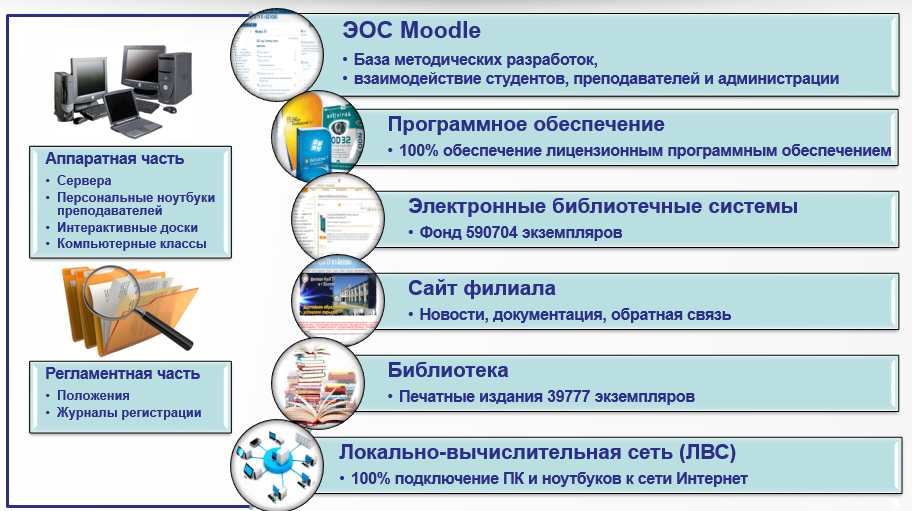 Аппаратная часть
• Сервера
• Персональные ноутбуки
преподавателей
• Интерактивные доски
• Компьютерные классы
Регламентная часть
• Положения
• Журналы регистрации
ЭОС Moodle
• База методических разработок,
• взаимодействие студентов, преподавателей и администрации
Программное обеспечение
• 100% обеспечение лицензионным программным обеспечением
Электронные библиотечные системы
• Фонд 590704 экземпляров
Сайт филиала
• Новости, документация, обратная связь
Библиотека
• Печатные издания 39777 экземпляров
Локально-вычислительная сеть (ЛВС)
• 100% подключение ПК и ноутбуков к сети Интернет